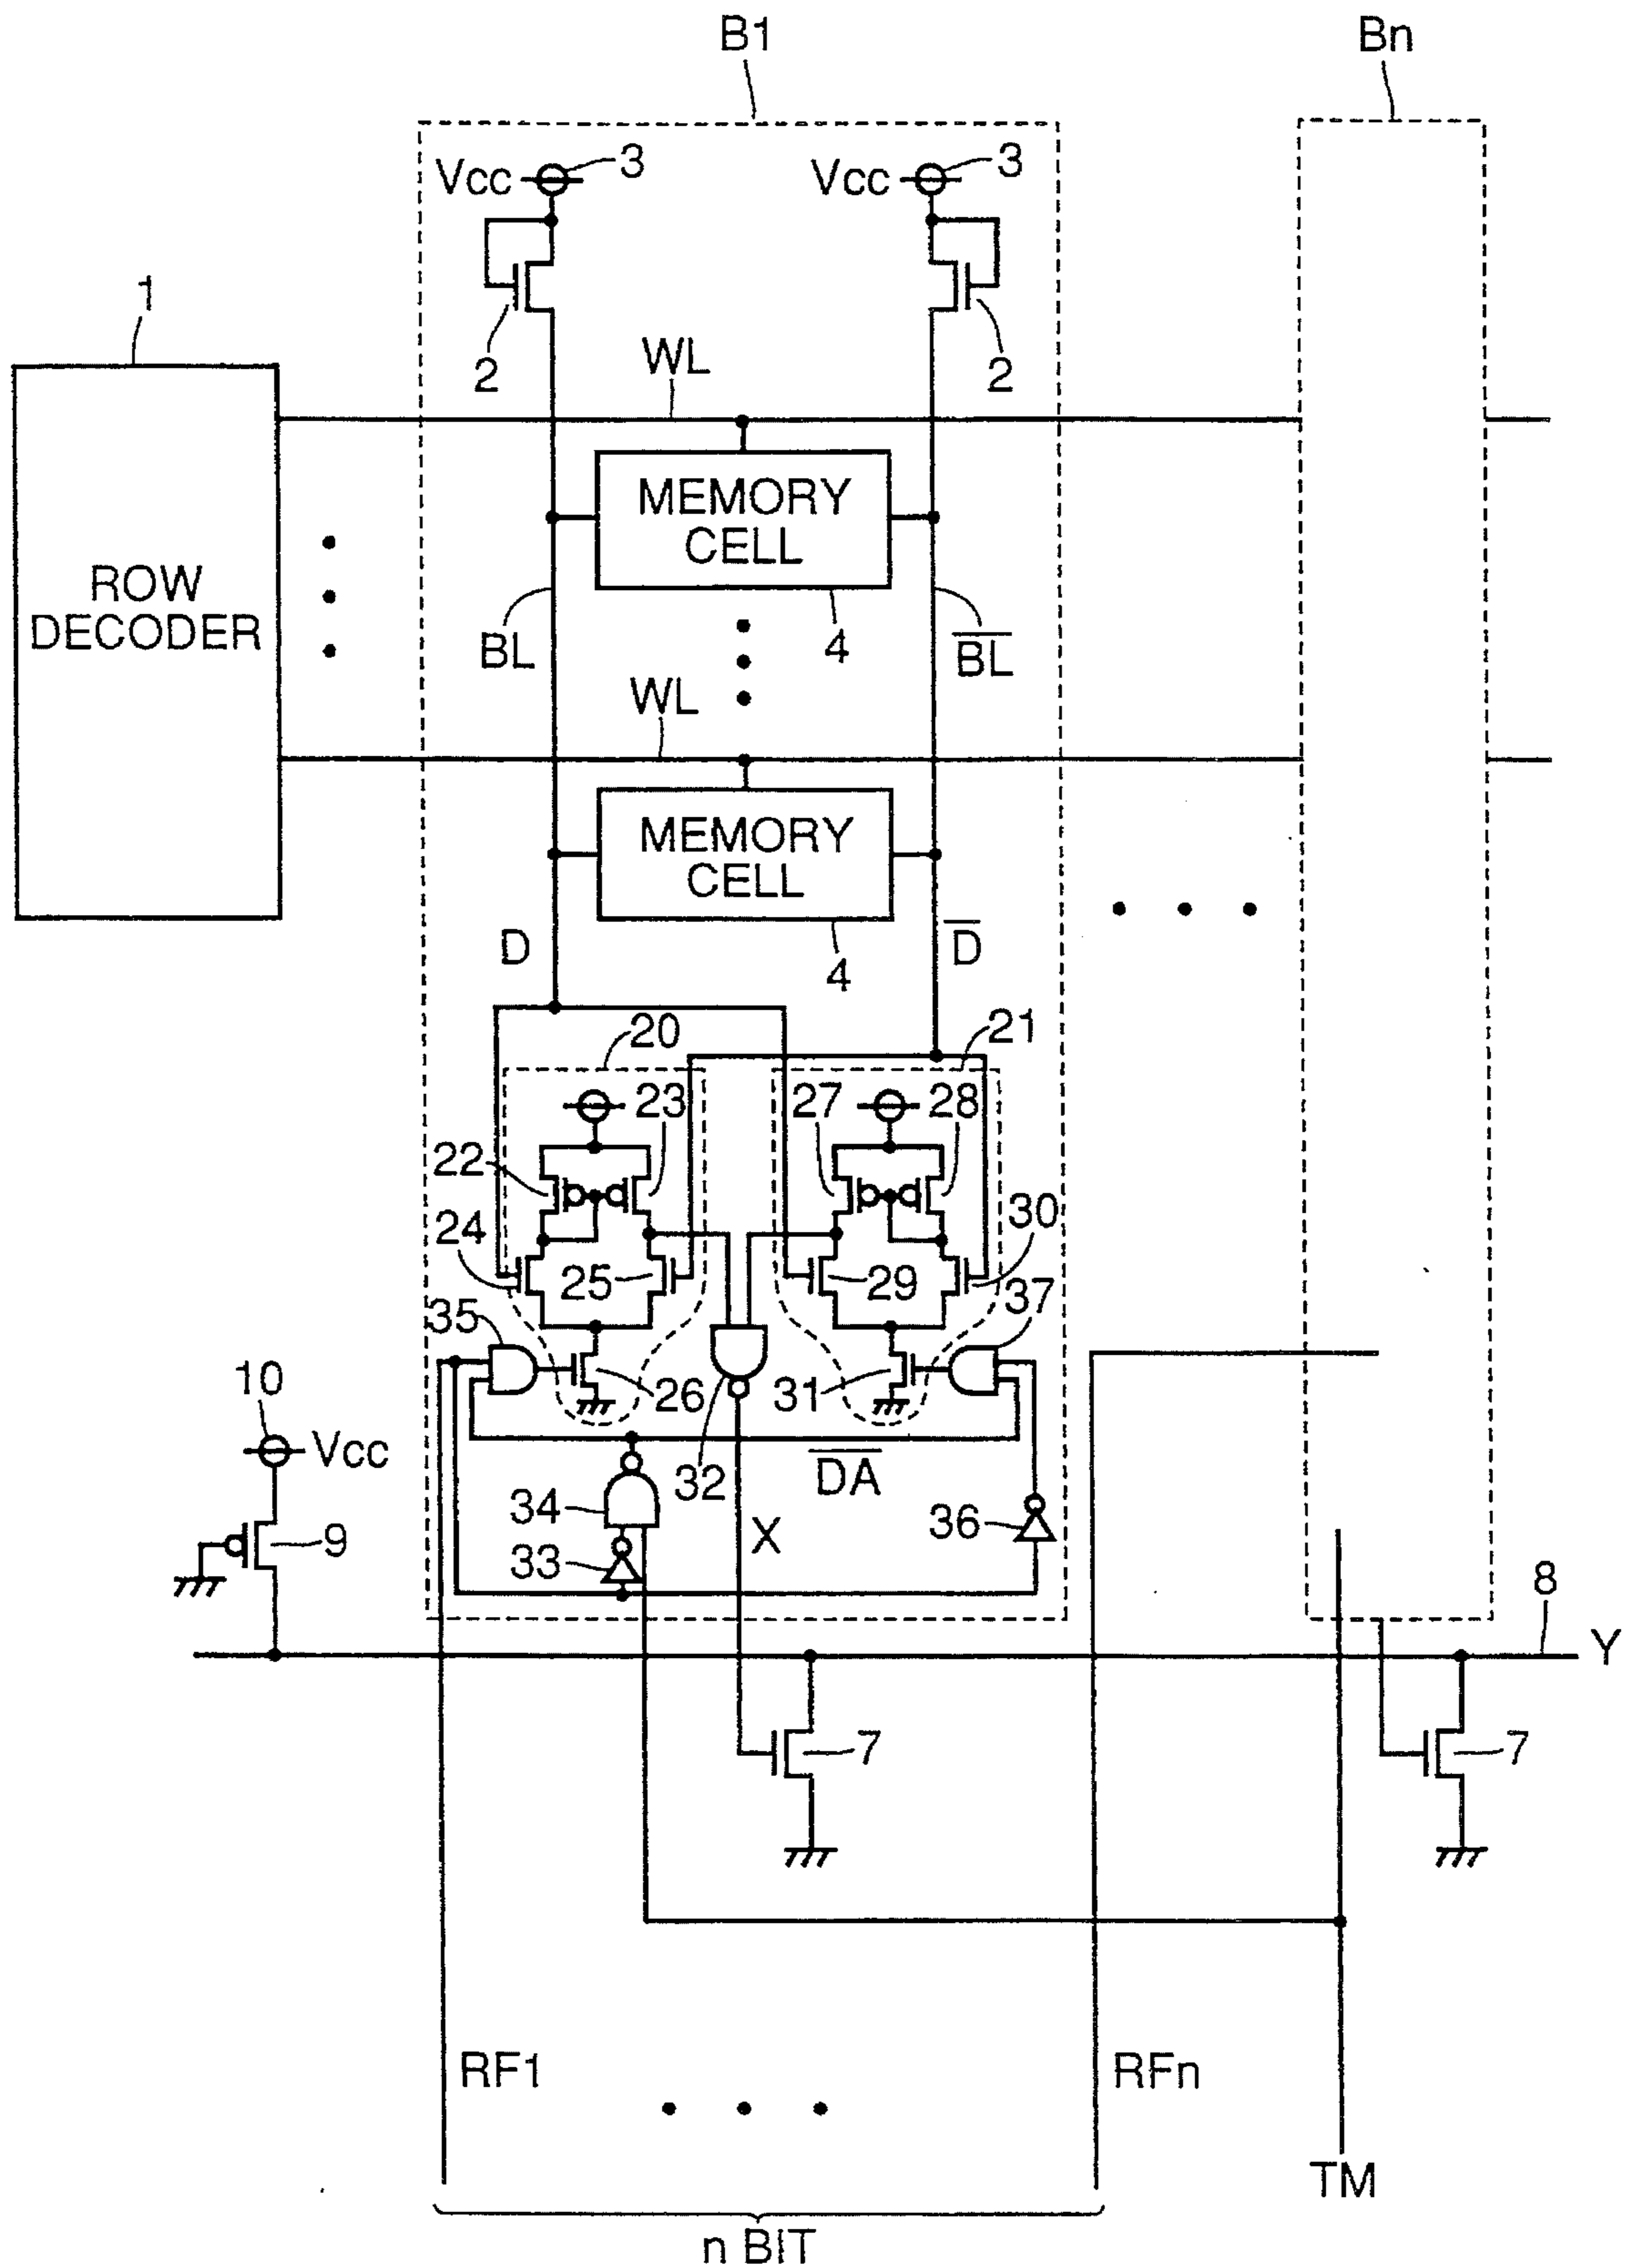 B1
Bn
Vcc
3
Vcc
3
1
2
WL
2
MEMORY
CELL
ROW
DECODER
BL
4
B̅L̅
WL
MEMORY
CELL
D
4
D̅
20
21
23
27
28
22
24
30
25
29
37
35
10
26
31
Vcc
32
D̅A̅
34
X
36
9
33
8
Y
7
7
RF1
RFn
TM
n BIT